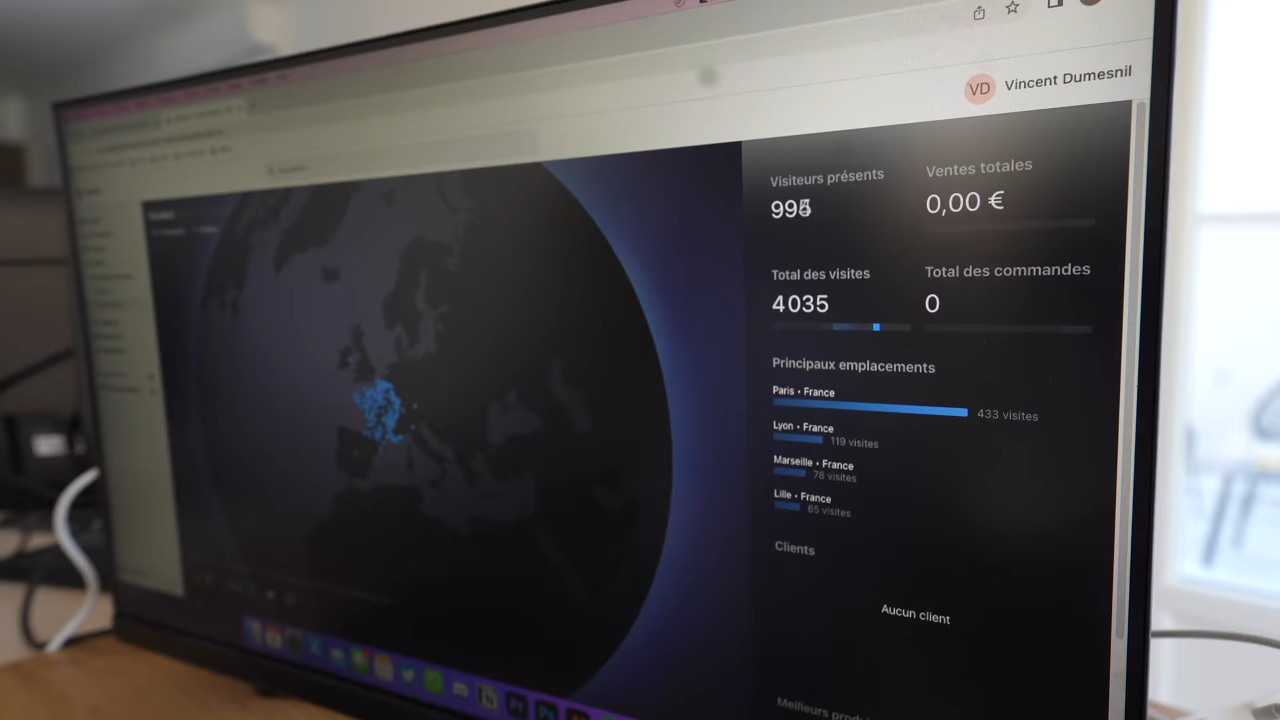 VD Vincent Dumesnil
Visiteurs présents
Ventes totales
0,00 €
Total des visites
4035
Total des commandes
0
Principaux emplacements
Paris • France
433 visites
Lyon • France
119 visites
Marseille • France
78 visites
Lille • France
65 visites
Clients
Aucun client
Meilleurs